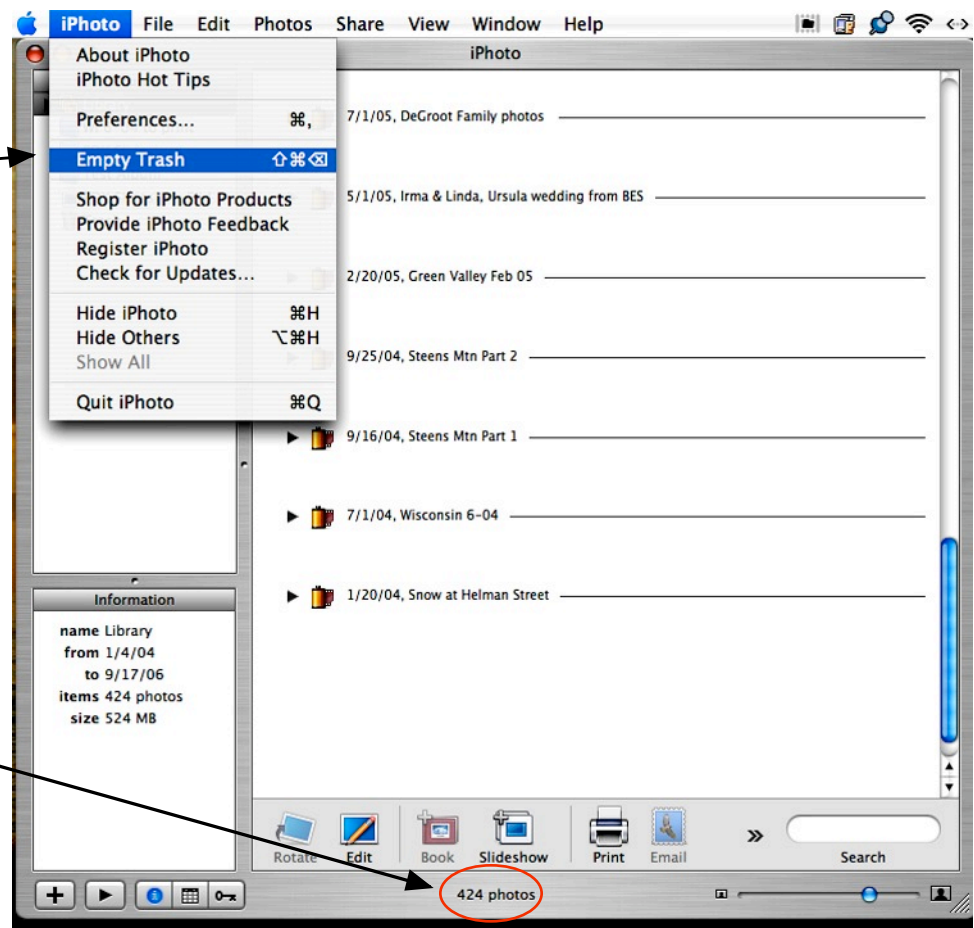 iPhoto File Edit Photos Share View Window Help
iPhoto
About iPhoto
iPhoto Hot Tips
Preferences... ⌘,
Empty Trash ⇧⌘⌫
Shop for iPhoto Products
Provide iPhoto Feedback
Register iPhoto
Check for Updates...
Hide iPhoto ⌘H
Hide Others ⌥⌘H
Show All
Quit iPhoto ⌘Q
7/1/05, DeGroot Family photos
5/1/05, Irma & Linda, Ursula wedding from BES
2/20/05, Green Valley Feb 05
9/25/04, Steens Mtn Part 2
9/16/04, Steens Mtn Part 1
7/1/04, Wisconsin 6-04
1/20/04, Snow at Helman Street
Information
name Library
from 1/4/04
to 9/17/06
items 424 photos
size 524 MB
Rotate Edit Book Slideshow Print Email » Search
424 photos